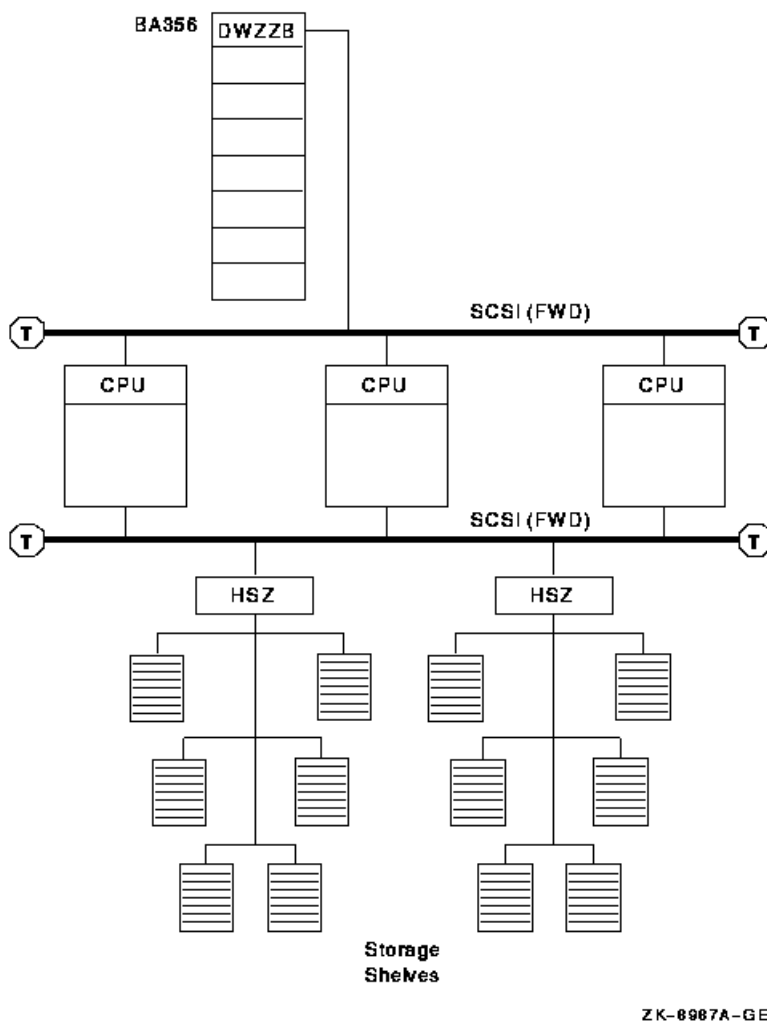 BA356 DWZZB
SCSI (FWD)
T T
CPU CPU CPU
SCSI (FWD)
T T
HSZ HSZ
Storage
Shelves
ZK-8987A-GE